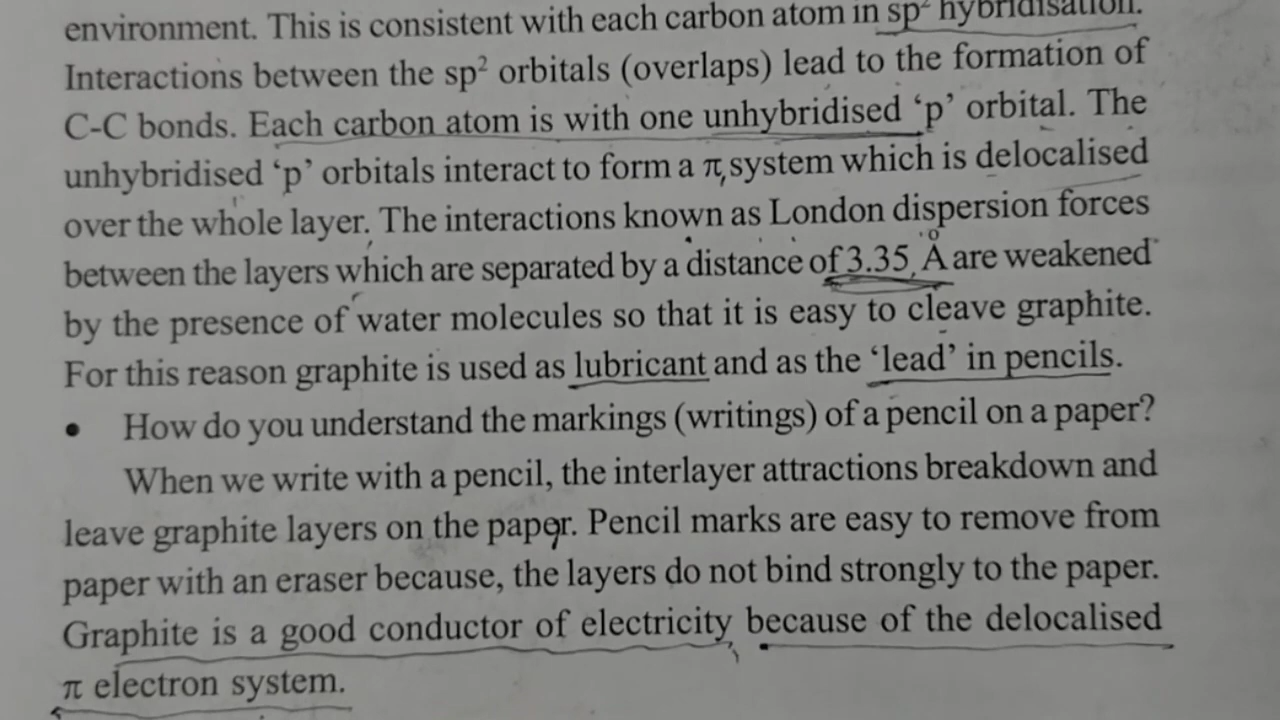 environment. This is consistent with each carbon atom in sp² hybridisation.
Interactions between the sp² orbitals (overlaps) lead to the formation of
C-C bonds. Each carbon atom is with one unhybridised ‘p’ orbital. The
unhybridised ‘p’ orbitals interact to form a π system which is delocalised
over the whole layer. The interactions known as London dispersion forces
between the layers which are separated by a distance of 3.35 Å are weakened
by the presence of water molecules so that it is easy to cleave graphite.
For this reason graphite is used as lubricant and as the ‘lead’ in pencils.
• How do you understand the markings (writings) of a pencil on a paper?
When we write with a pencil, the interlayer attractions breakdown and
leave graphite layers on the paper. Pencil marks are easy to remove from
paper with an eraser because, the layers do not bind strongly to the paper.
Graphite is a good conductor of electricity because of the delocalised
π electron system.